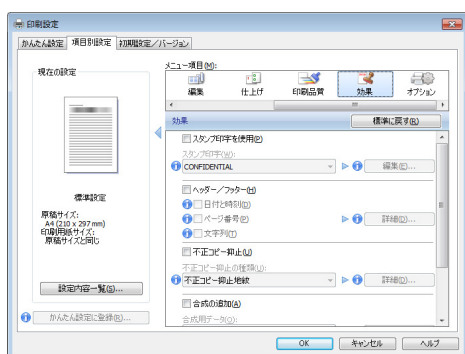 印刷設定
かんたん設定
項目別設定
初期設定／バージョン
現在の設定
標準設定
原稿サイズ:
A4 (210 x 297 mm)
印刷用紙サイズ:
原稿サイズと同じ
設定内容一覧(S)...
かんたん設定に登録(R)...
メニュー項目(M):
編集
仕上げ
印刷品質
効果
オプション
効果
標準に戻す(R)
スタンプ印字を使用(P)
スタンプ印字(W):
CONFIDENTIAL
編集(E)...
ヘッダー／フッター(H)
日付と時刻(D)
ページ番号(P)
詳細(D)...
文字列(T)
不正コピー抑止(U)
不正コピー抑止の種類(U):
不正コピー抑止地紋
詳細(D)...
合成の追加(A)
合成用データ(O):
OK
キャンセル
ヘルプ